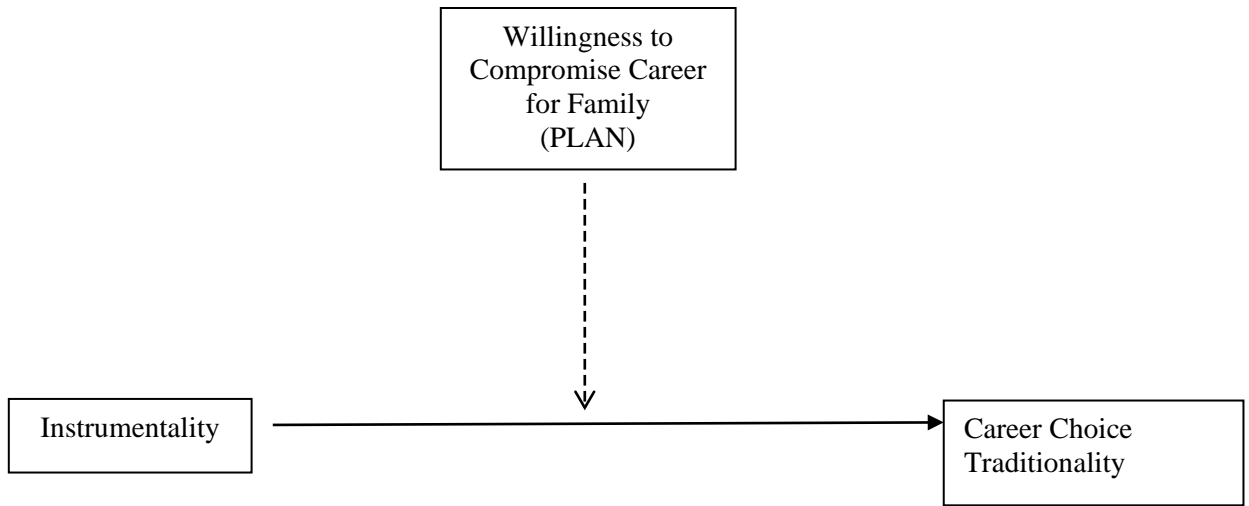 Willingness to
Compromise Career
for Family
(PLAN)
Instrumentality
Career Choice
Traditionality